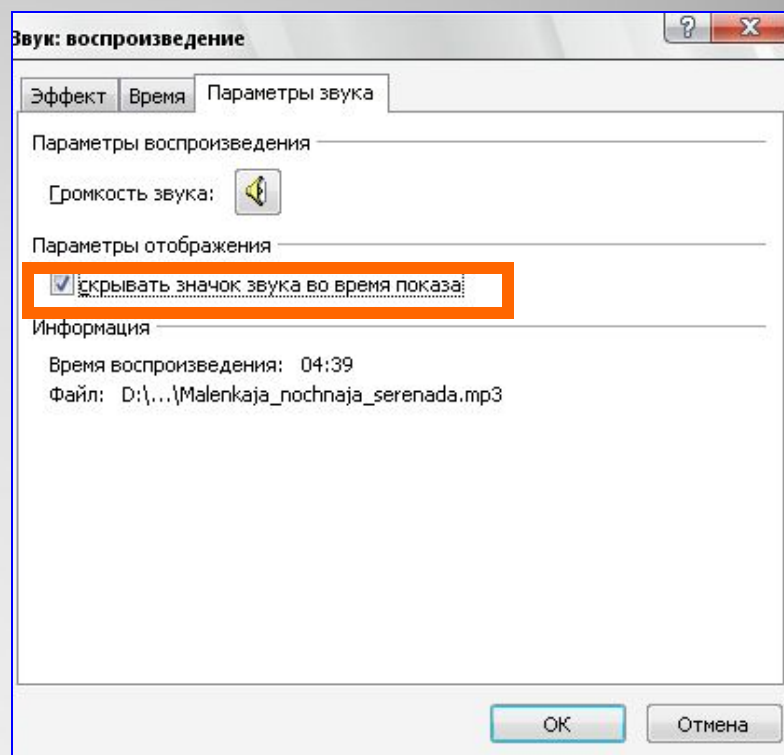 Звук: воспроизведение
Эффект Время Параметры звука
Параметры воспроизведения
Громкость звука:
Параметры отображения
скрывать значок звука во время показа
Информация
Время воспроизведения: 04:39
Файл: D:\...\Malenkaja_nochnaja_serenada.mp3
ОК Отмена